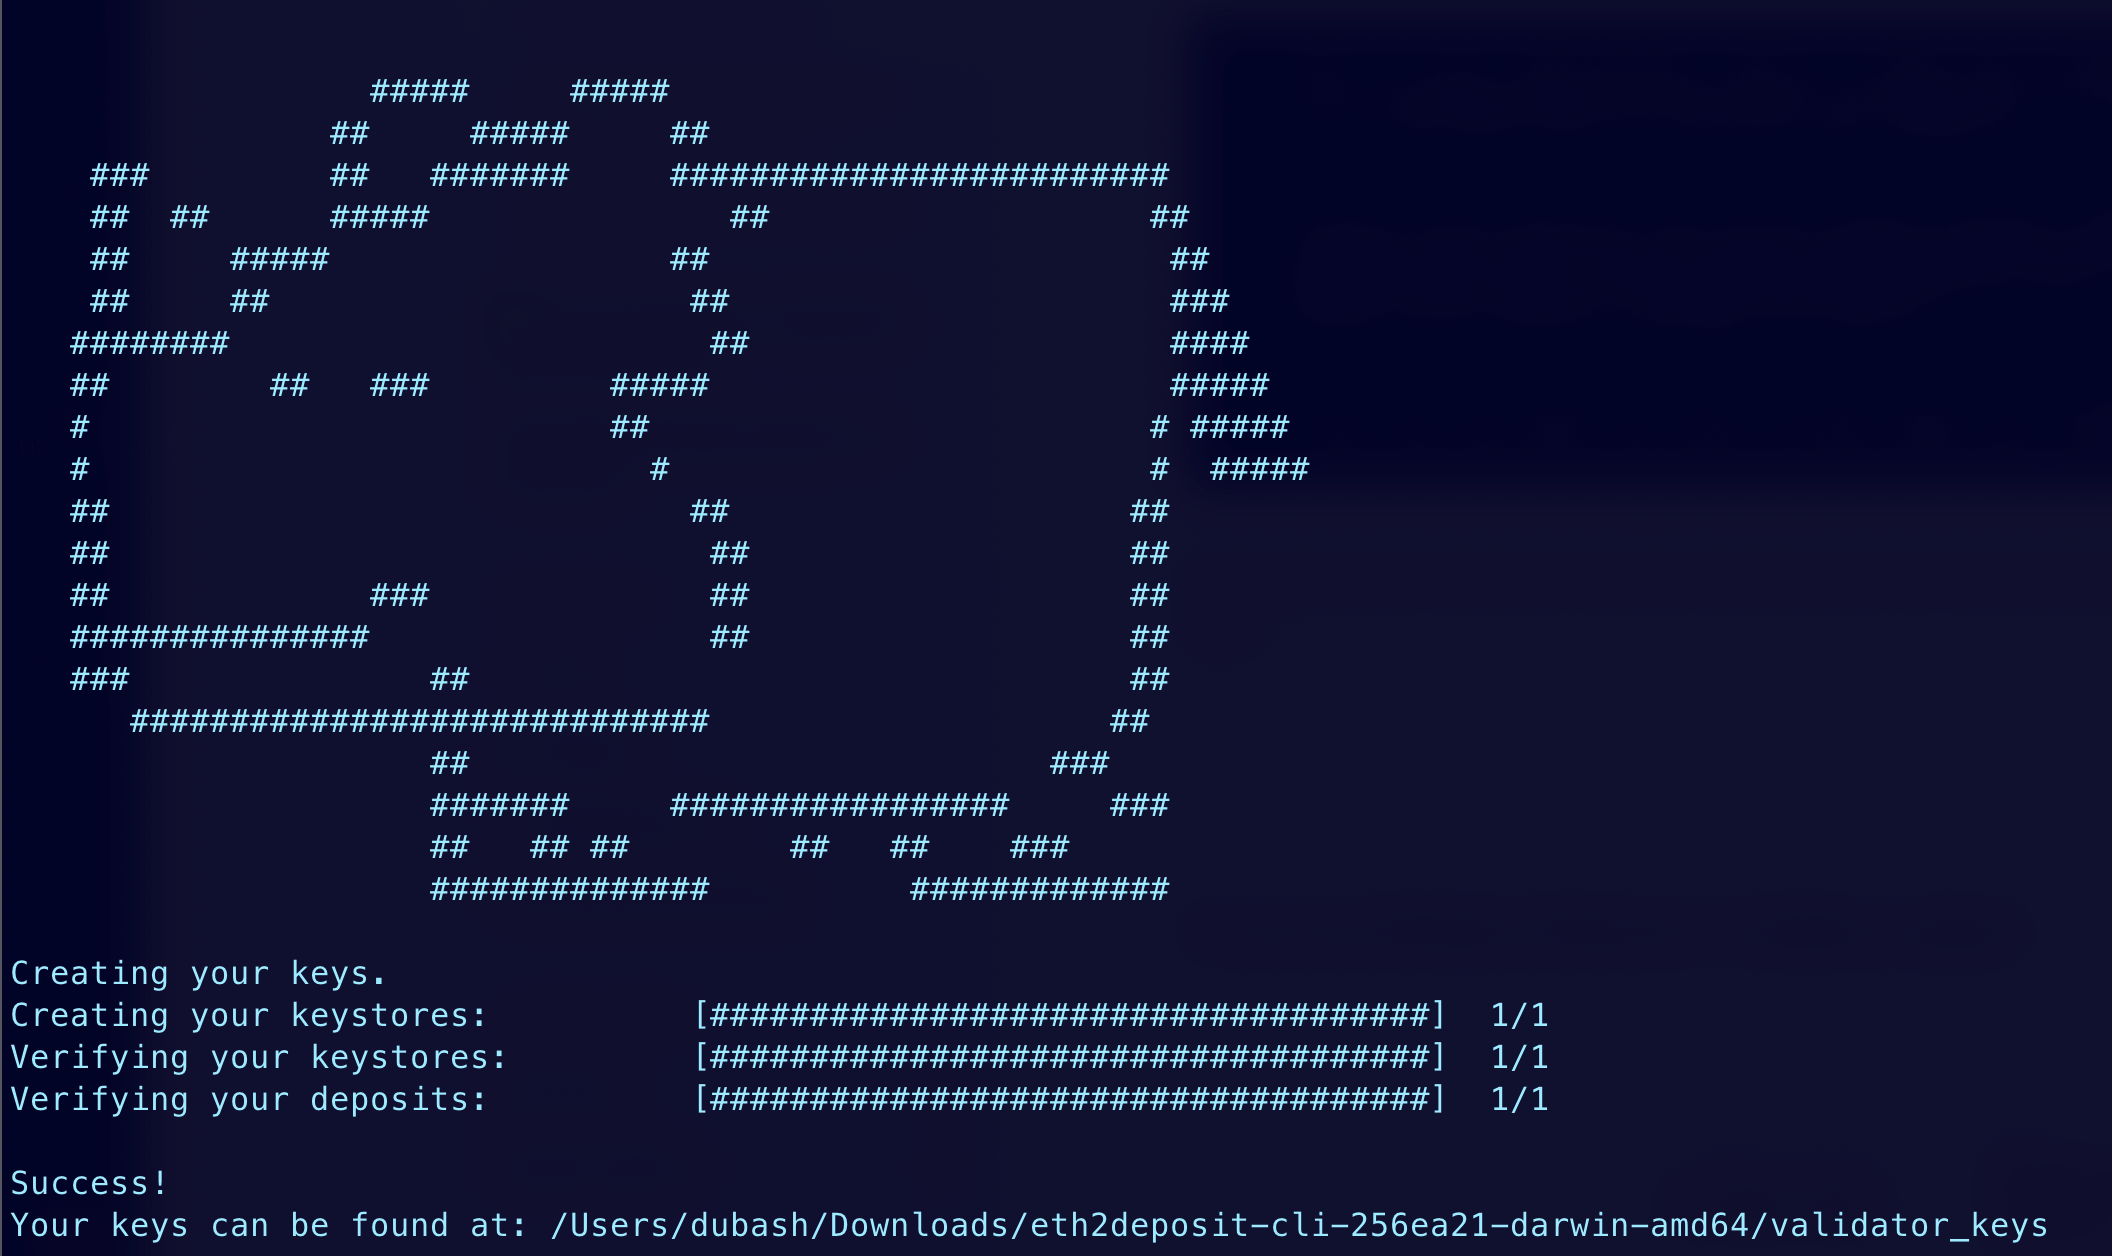 #####     #####
                ##     #####     ##
    ###         ##   #######     #########################
    ##  ##      #####               ##                   ##
    ##     #####                 ##                       ##
    ##     ##                     ##                      ###
   ########                        ##                     ####
   ##        ##   ###         #####                       #####
   #                          ##                         # #####
   #                            #                        #  #####
   ##                             ##                    ##
   ##                              ##                   ##
   ##             ###              ##                   ##
   ###############                 ##                   ##
   ###               ##                                 ##
      #############################                    ##
                     ##                             ###
                     #######     #################     ###
                     ##   ## ##        ##   ##    ###
                     ##############          #############
Creating your keys.
Creating your keystores:          [####################################]  1/1
Verifying your keystores:         [####################################]  1/1
Verifying your deposits:          [####################################]  1/1
Success!
Your keys can be found at: /Users/dubash/Downloads/eth2deposit-cli-256ea21-darwin-amd64/validator_keys